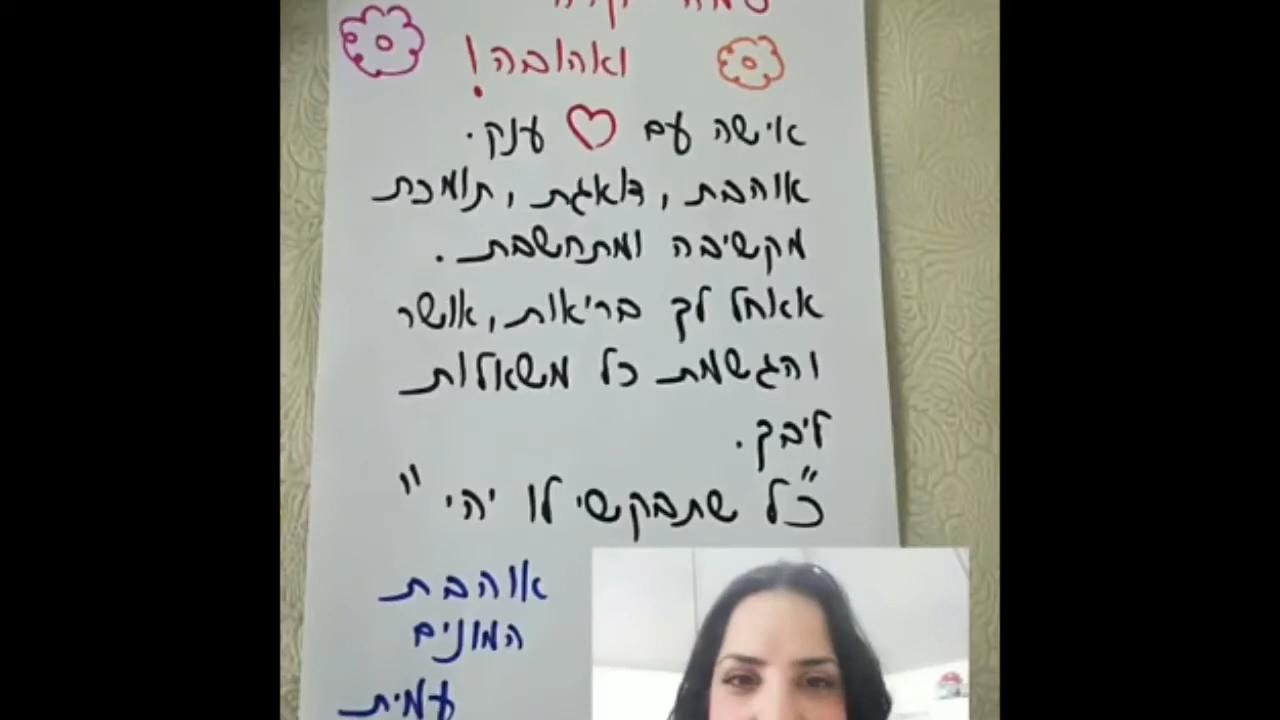 ואהובה!
אישה עם ♡ ענק.
אוהבת, דואגת, תומכת
מקשיבה ומתחשבת.
אאחל לך בריאות, אושר
והגשמת כל משאלות
ליבך.
"כל שתבקשי לו יהי"
אוהבת
המונים
עמית